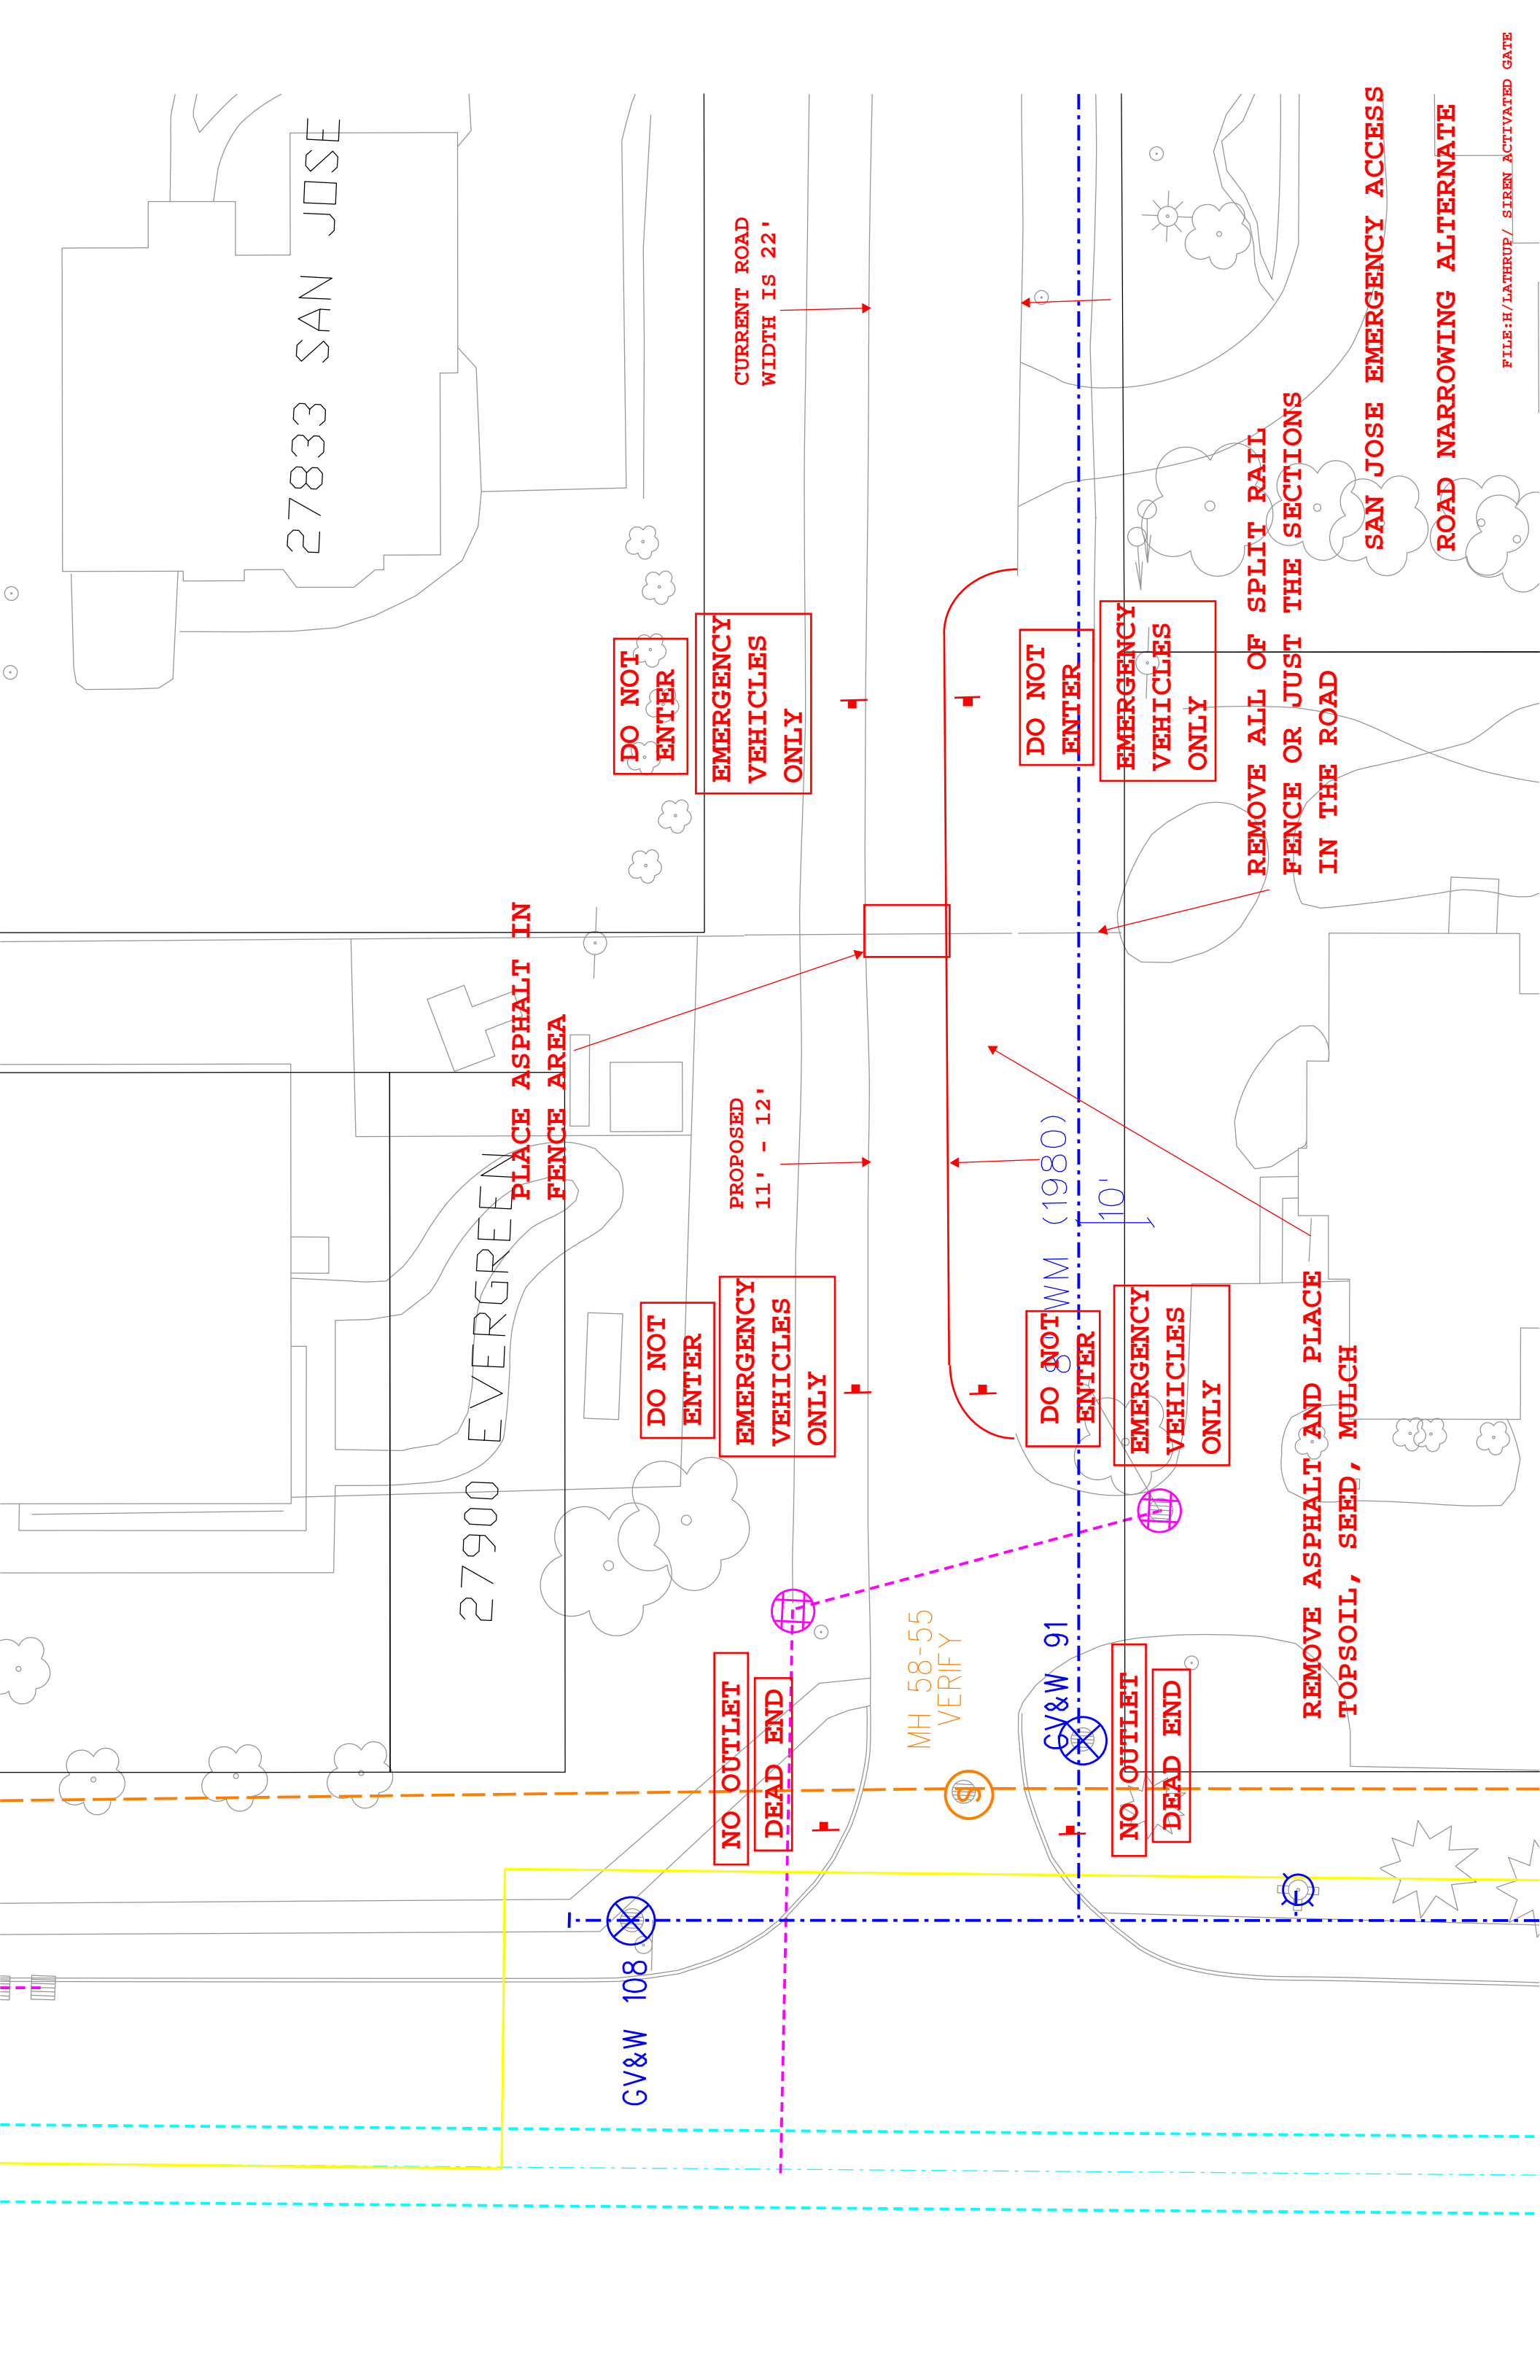 FILE:H/LATHRUP/ SIREN ACTIVATED GATE
SAN JOSE EMERGENCY ACCESS
ROAD NARROWING ALTERNATE
27833 SAN JOSE
CURRENT ROAD
WIDTH IS 22'
REMOVE ALL OF SPLIT RAIL
FENCE OR JUST THE SECTIONS
IN THE ROAD
DO NOT
ENTER
EMERGENCY
VEHICLES
ONLY
DO NOT
ENTER
EMERGENCY
VEHICLES
ONLY
PLACE ASPHALT IN
FENCE AREA
PROPOSED
11' - 12'
8" WM (1980)
10'
27900 EVERGREEN
DO NOT
ENTER
EMERGENCY
VEHICLES
ONLY
DO NOT
ENTER
EMERGENCY
VEHICLES
ONLY
REMOVE ASPHALT AND PLACE
TOPSOIL, SEED, MULCH
MH 58-55
VERIFY
GV&W 91
NO OUTLET
DEAD END
NO OUTLET
DEAD END
S
GV&W 108